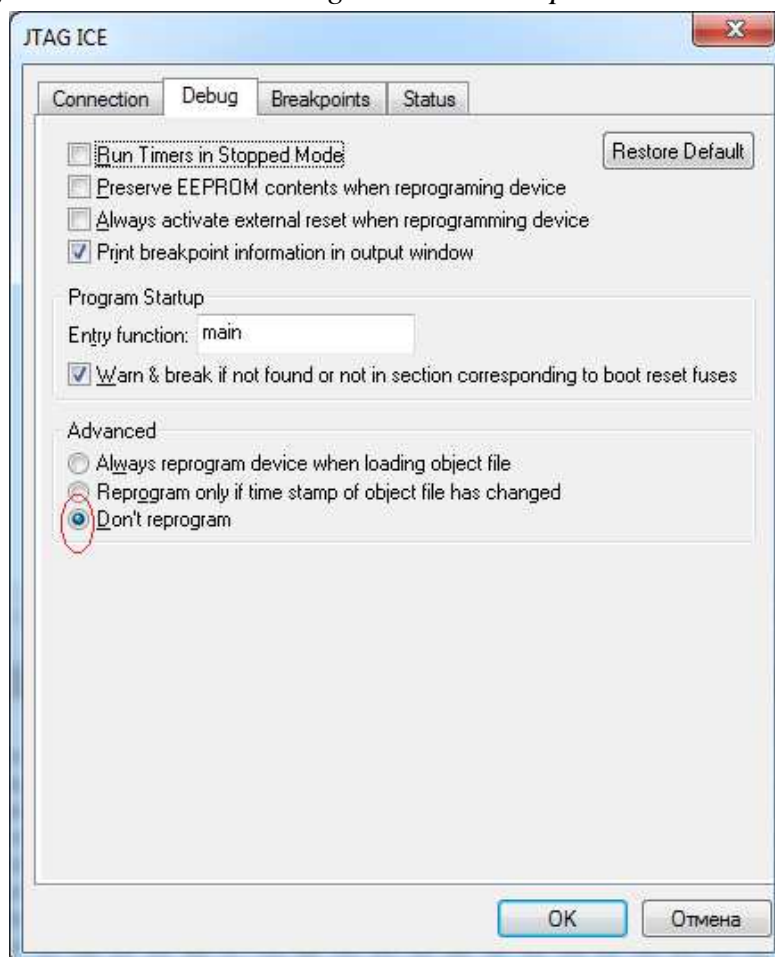 JTAG ICE
Connection Debug Breakpoints Status
Run Timers in Stopped Mode Restore Default
Preserve EEPROM contents when reprograming device
Always activate external reset when reprogramming device
Print breakpoint information in output window
Program Startup
Entry function: main
Warn & break if not found or not in section corresponding to boot reset fuses
Advanced
Always reprogram device when loading object file
Reprogram only if time stamp of object file has changed
Don't reprogram
OK Отмена